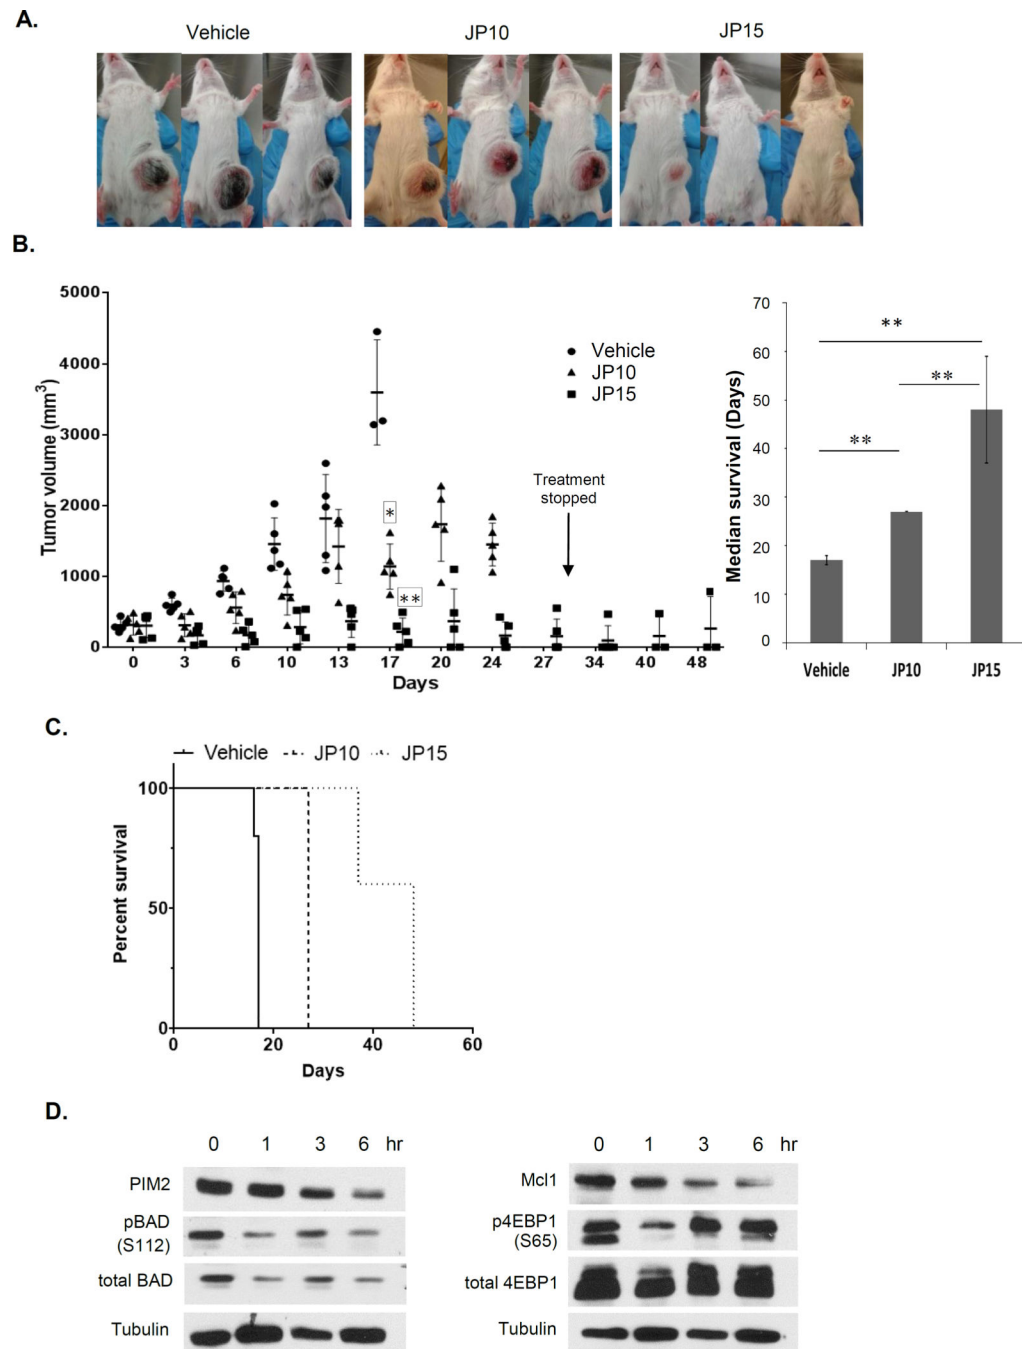 A.
Vehicle JP10 JP15
B.
Tumor volume (mm³)
5000
4000
3000
2000
1000
0
Vehicle
JP10
JP15
*
**
Treatment
stopped
0 3 6 10 13 17 20 24 27 34 40 48
Days
Median survival (Days)
70
60
50
40
30
20
10
0
**
**
**
Vehicle JP10 JP15
C.
Vehicle JP10 JP15
Percent survival
100
50
0
0 20 40 60
Days
D.
0 1 3 6 hr
PIM2
pBAD
(S112)
total BAD
Tubulin
0 1 3 6 hr
Mcl1
p4EBP1
(S65)
total 4EBP1
Tubulin